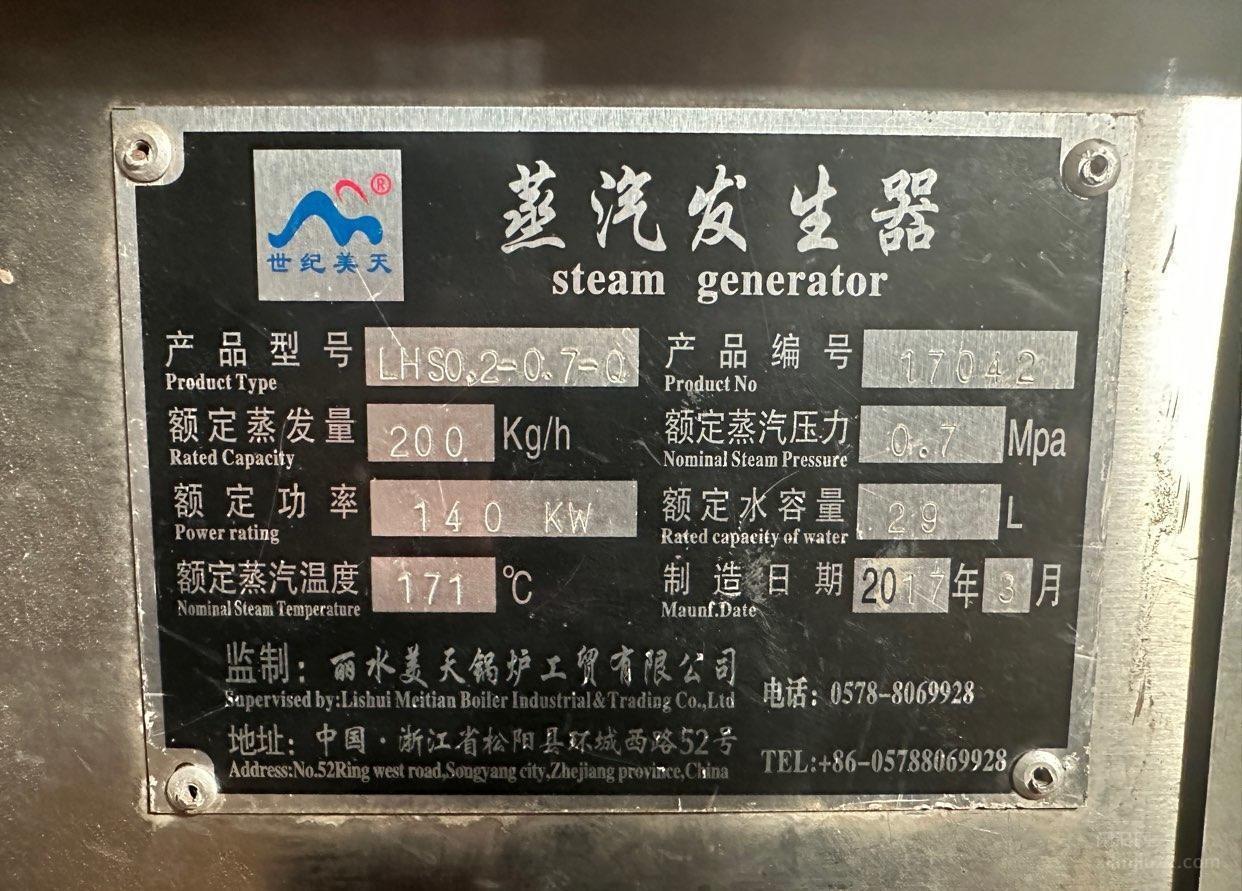 ®
世纪美天
蒸汽发生器
steam generator
产品型号 LHS0.2-0.7-Q 产品编号 17042
Product Type Product No
额定蒸发量 200 Kg/h 额定蒸汽压力 0.7 Mpa
Rated Capacity Nominal Steam Pressure
额定功率 140 KW 额定水容量 29 L
Power rating Rated capacity of water
额定蒸汽温度 171 ℃ 制造日期 2017年3月
Nominal Steam Temperature Maunf.Date
监制：丽水美天锅炉工贸有限公司 电话：0578-8069928
Supervised by:Lishui Meitian Boiler Industrial&Trading Co.,Ltd
地址：中国·浙江省松阳县环城西路52号
Address:No.52Ring west road,Songyang city,Zhejiang province,China TEL:+86-05788069928